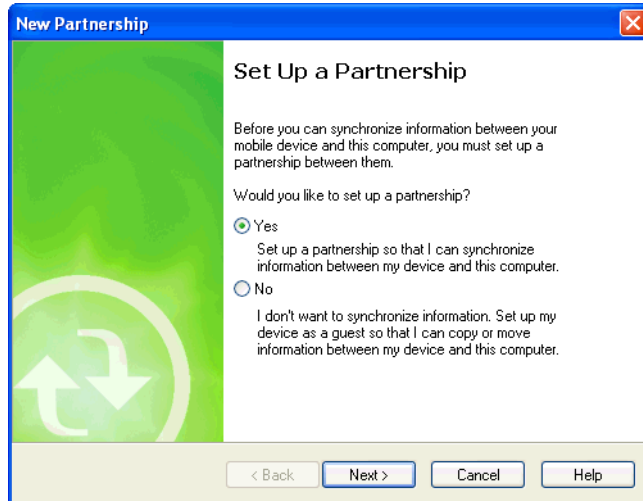 New Partnership
Set Up a Partnership
Before you can synchronize information between your
mobile device and this computer, you must set up a
partnership between them.
Would you like to set up a partnership?
Yes
Set up a partnership so that I can synchronize
information between my device and this computer.
No
I don't want to synchronize information. Set up my
device as a guest so that I can copy or move
information between my device and this computer.
< Back Next > Cancel Help